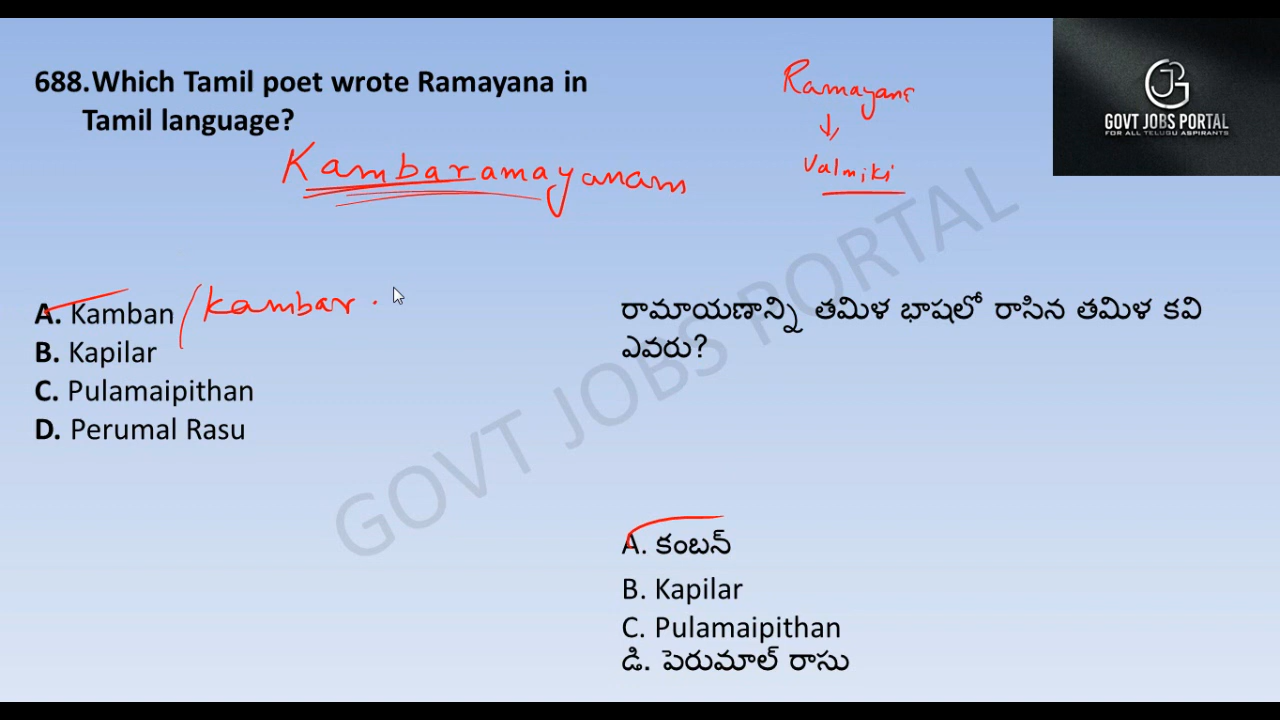 688.Which Tamil poet wrote Ramayana in
Tamil language?
Kambaramayanam
Ramayana
Valmiki
GOVT JOBS PORTAL
FOR ALL TELUGU ASPIRANTS
A. Kamban / Kambar.
B. Kapilar
C. Pulamaipithan
D. Perumal Rasu
రామాయణాన్ని తమిళ భాషలో రాసిన తమిళ కవి
ఎవరు?
A. కంబన్
B. Kapilar
C. Pulamaipithan
డి. పెరుమాల్ రాసు
GOVT JOBS PORTAL